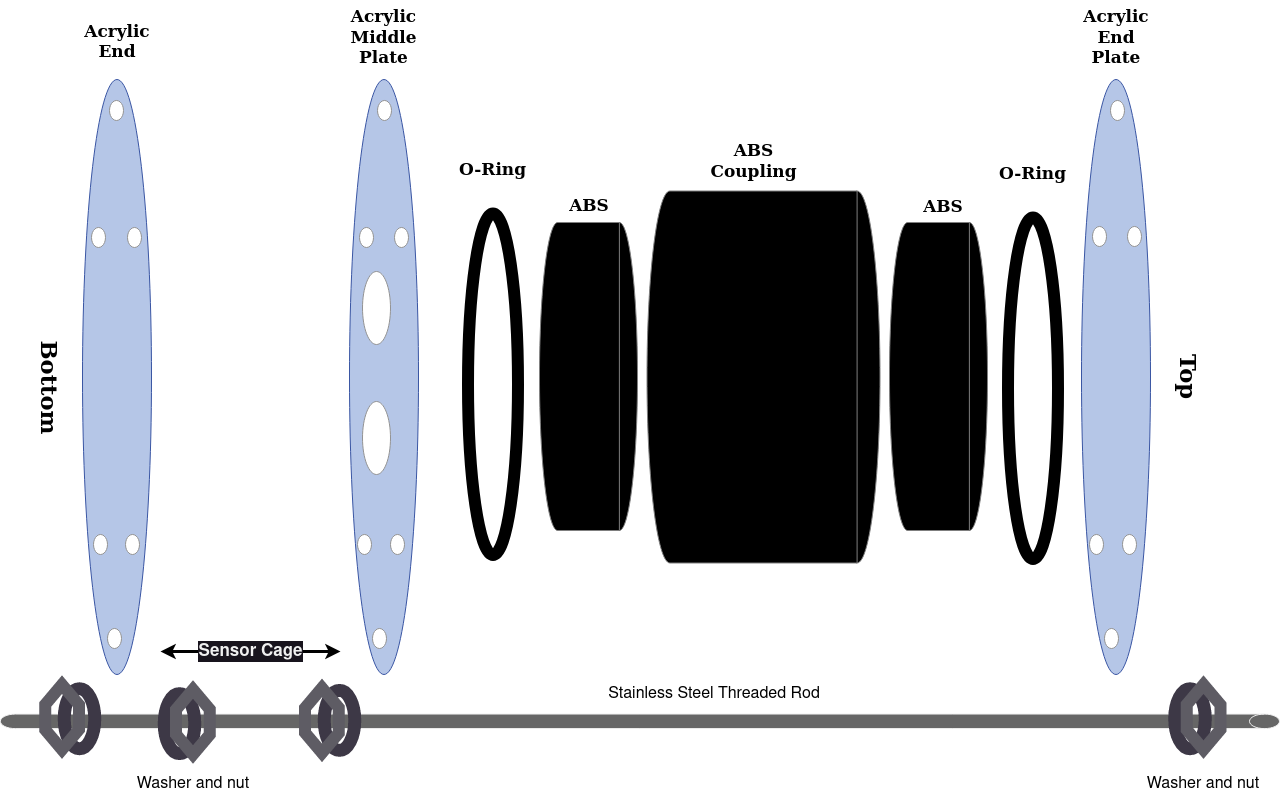 Acrylic
End
Acrylic
Middle
Plate
Acrylic
End
Plate
O-Ring
ABS
ABS
Coupling
ABS
O-Ring
Bottom
Top
Sensor Cage
Stainless Steel Threaded Rod
Washer and nut
Washer and nut